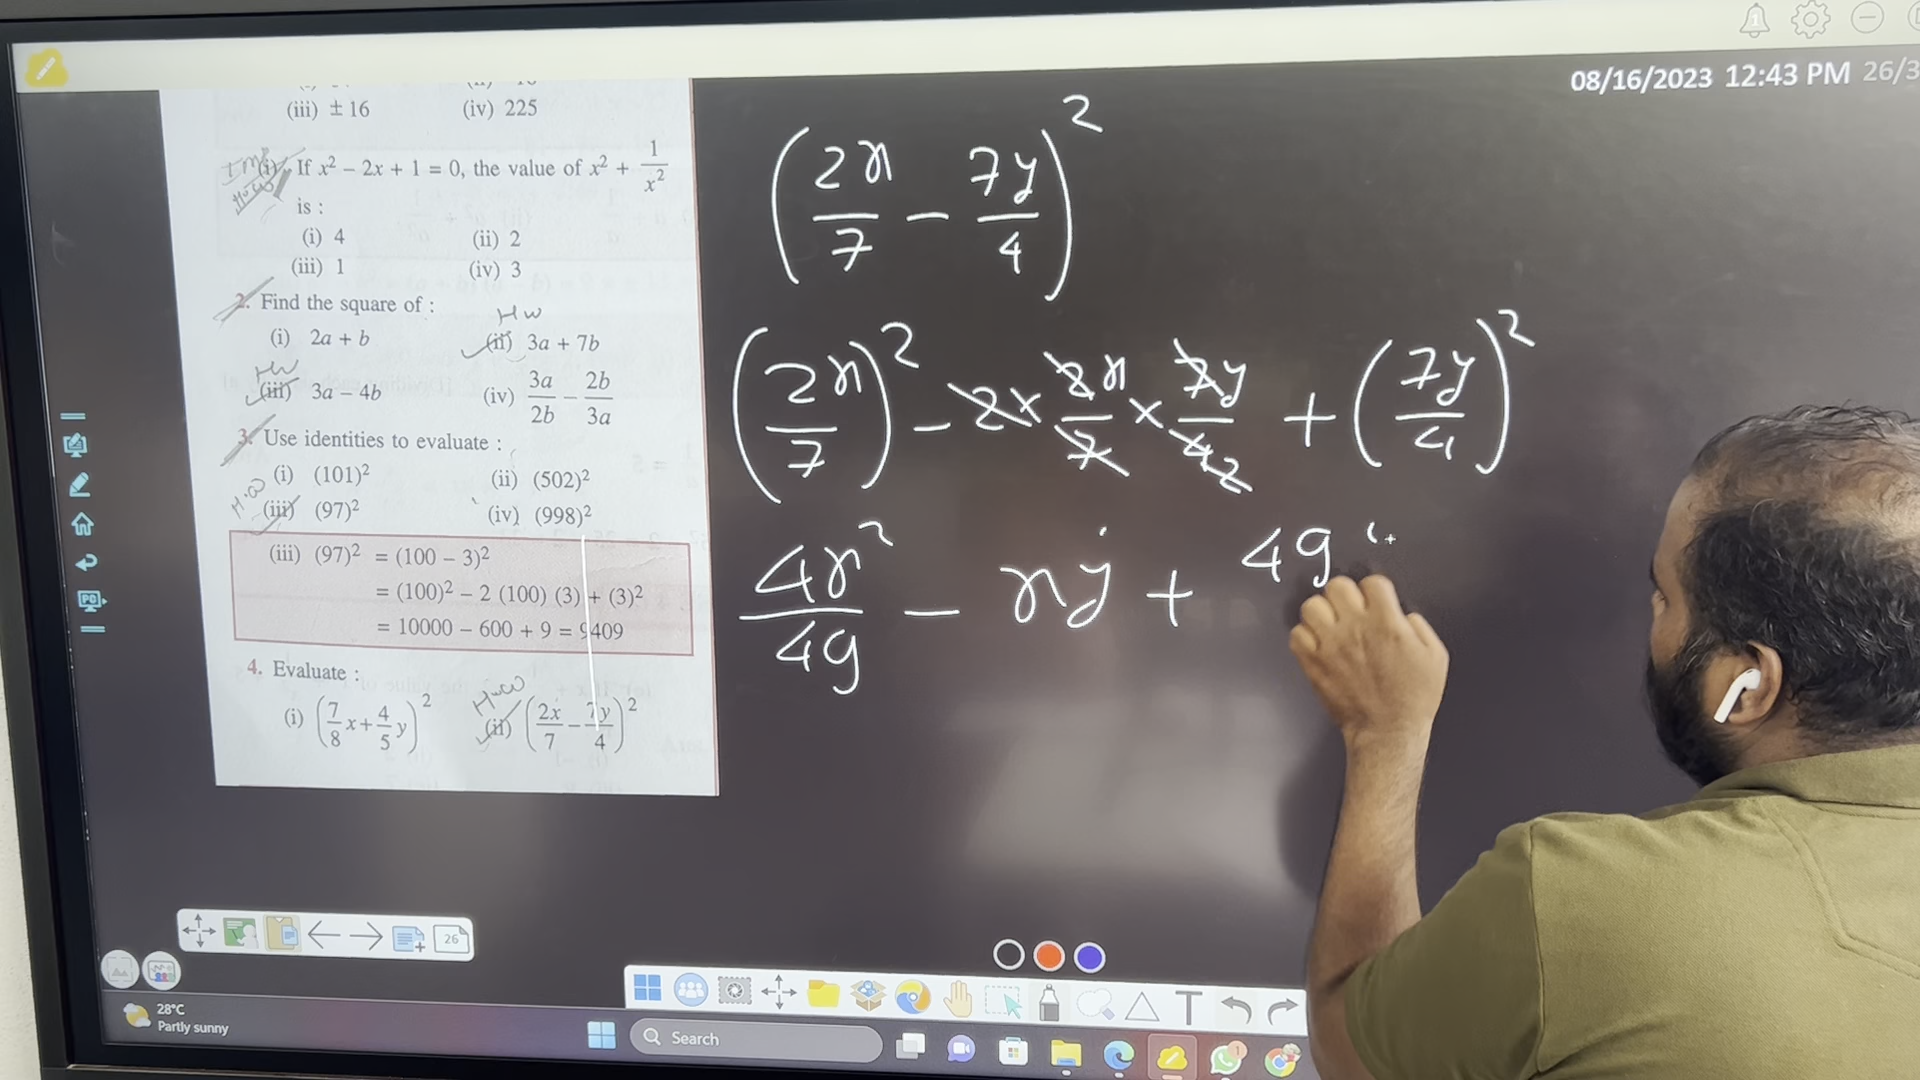 08/16/2023 12:43 PM 26/3
(iii) ± 16 (iv) 225
(i) If x² − 2x + 1 = 0, the value of x² + 1/x²
is :
(i) 4 (ii) 2
(iii) 1 (iv) 3
2. Find the square of :
HW
(i) 2a + b (ii) 3a + 7b
HW
(iii) 3a − 4b (iv) 3a/2b − 2b/3a
3. Use identities to evaluate :
(i) (101)² (ii) (502)²
H.W
(iii) (97)² (iv) (998)²
(iii) (97)² = (100 − 3)²
= (100)² − 2 (100) (3) + (3)²
= 10000 − 600 + 9 = 9409
4. Evaluate :
H.W
(i) (7/8 x + 4/5 y)² (ii) (2x/7 − 7y/4)²
(2x/7 − 7y/4)²
(2x/7)² − 2 × 2x/7 × 7y/4 2 + (7y/4)²
4x²/49 − xy + 49
26
28°C
Partly sunny
Search